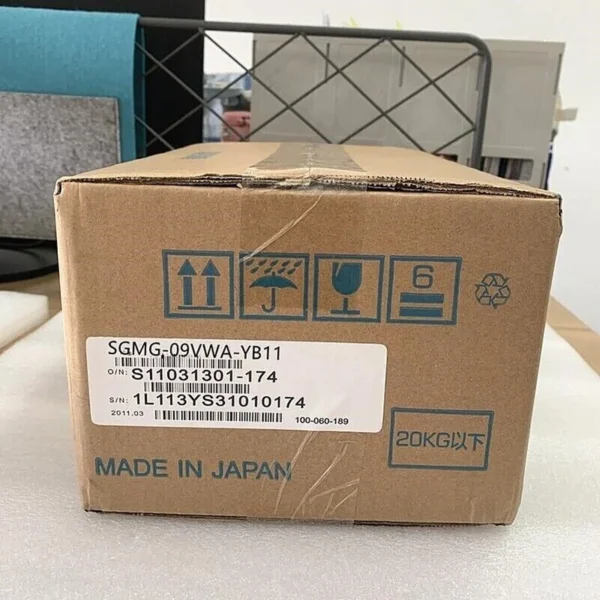 6
SGMG-09VWA-YB11
O/N: S11031301-174
S/N: 1L113YS31010174
2011.03 100-060-189
20KG以下
MADE IN JAPAN